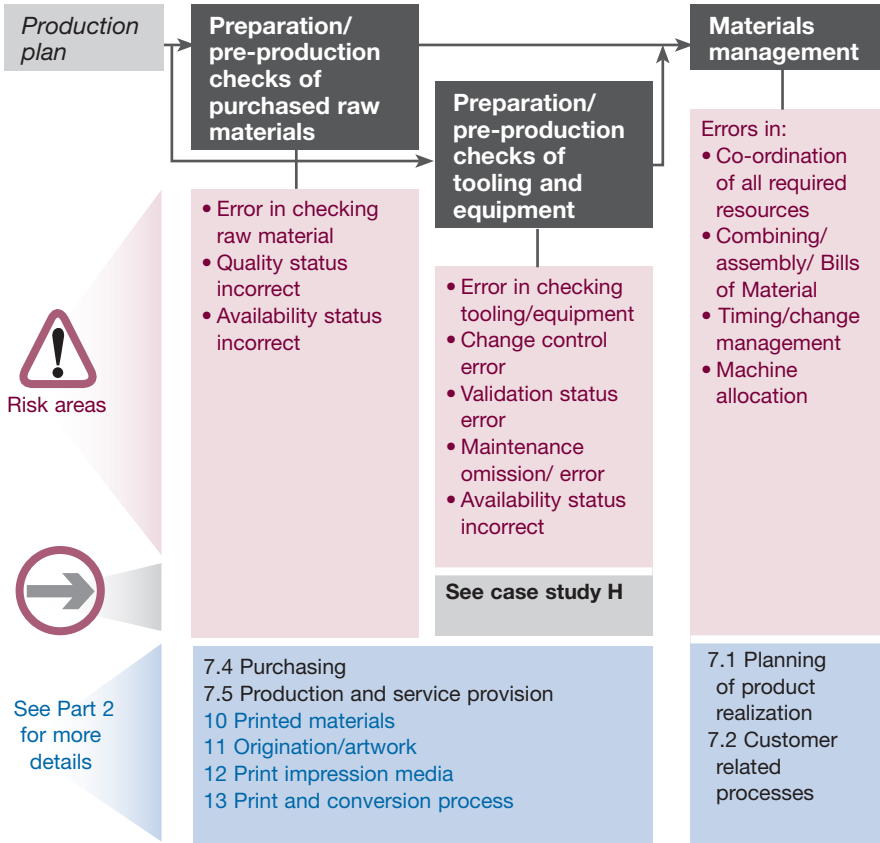 Production
plan
Preparation/
pre-production
checks of
purchased raw
materials
Preparation/
pre-production
checks of
tooling and
equipment
Materials
management
Risk areas
• Error in checking
raw material
• Quality status
incorrect
• Availability status
incorrect
• Error in checking
tooling/equipment
• Change control
error
• Validation status
error
• Maintenance
omission/ error
• Availability status
incorrect
Errors in:
• Co-ordination
of all required
resources
• Combining/
assembly/ Bills
of Material
• Timing/change
management
• Machine
allocation
See case study H
See Part 2
for more
details
7.4 Purchasing
7.5 Production and service provision
10 Printed materials
11 Origination/artwork
12 Print impression media
13 Print and conversion process
7.1 Planning
of product
realization
7.2 Customer
related
processes